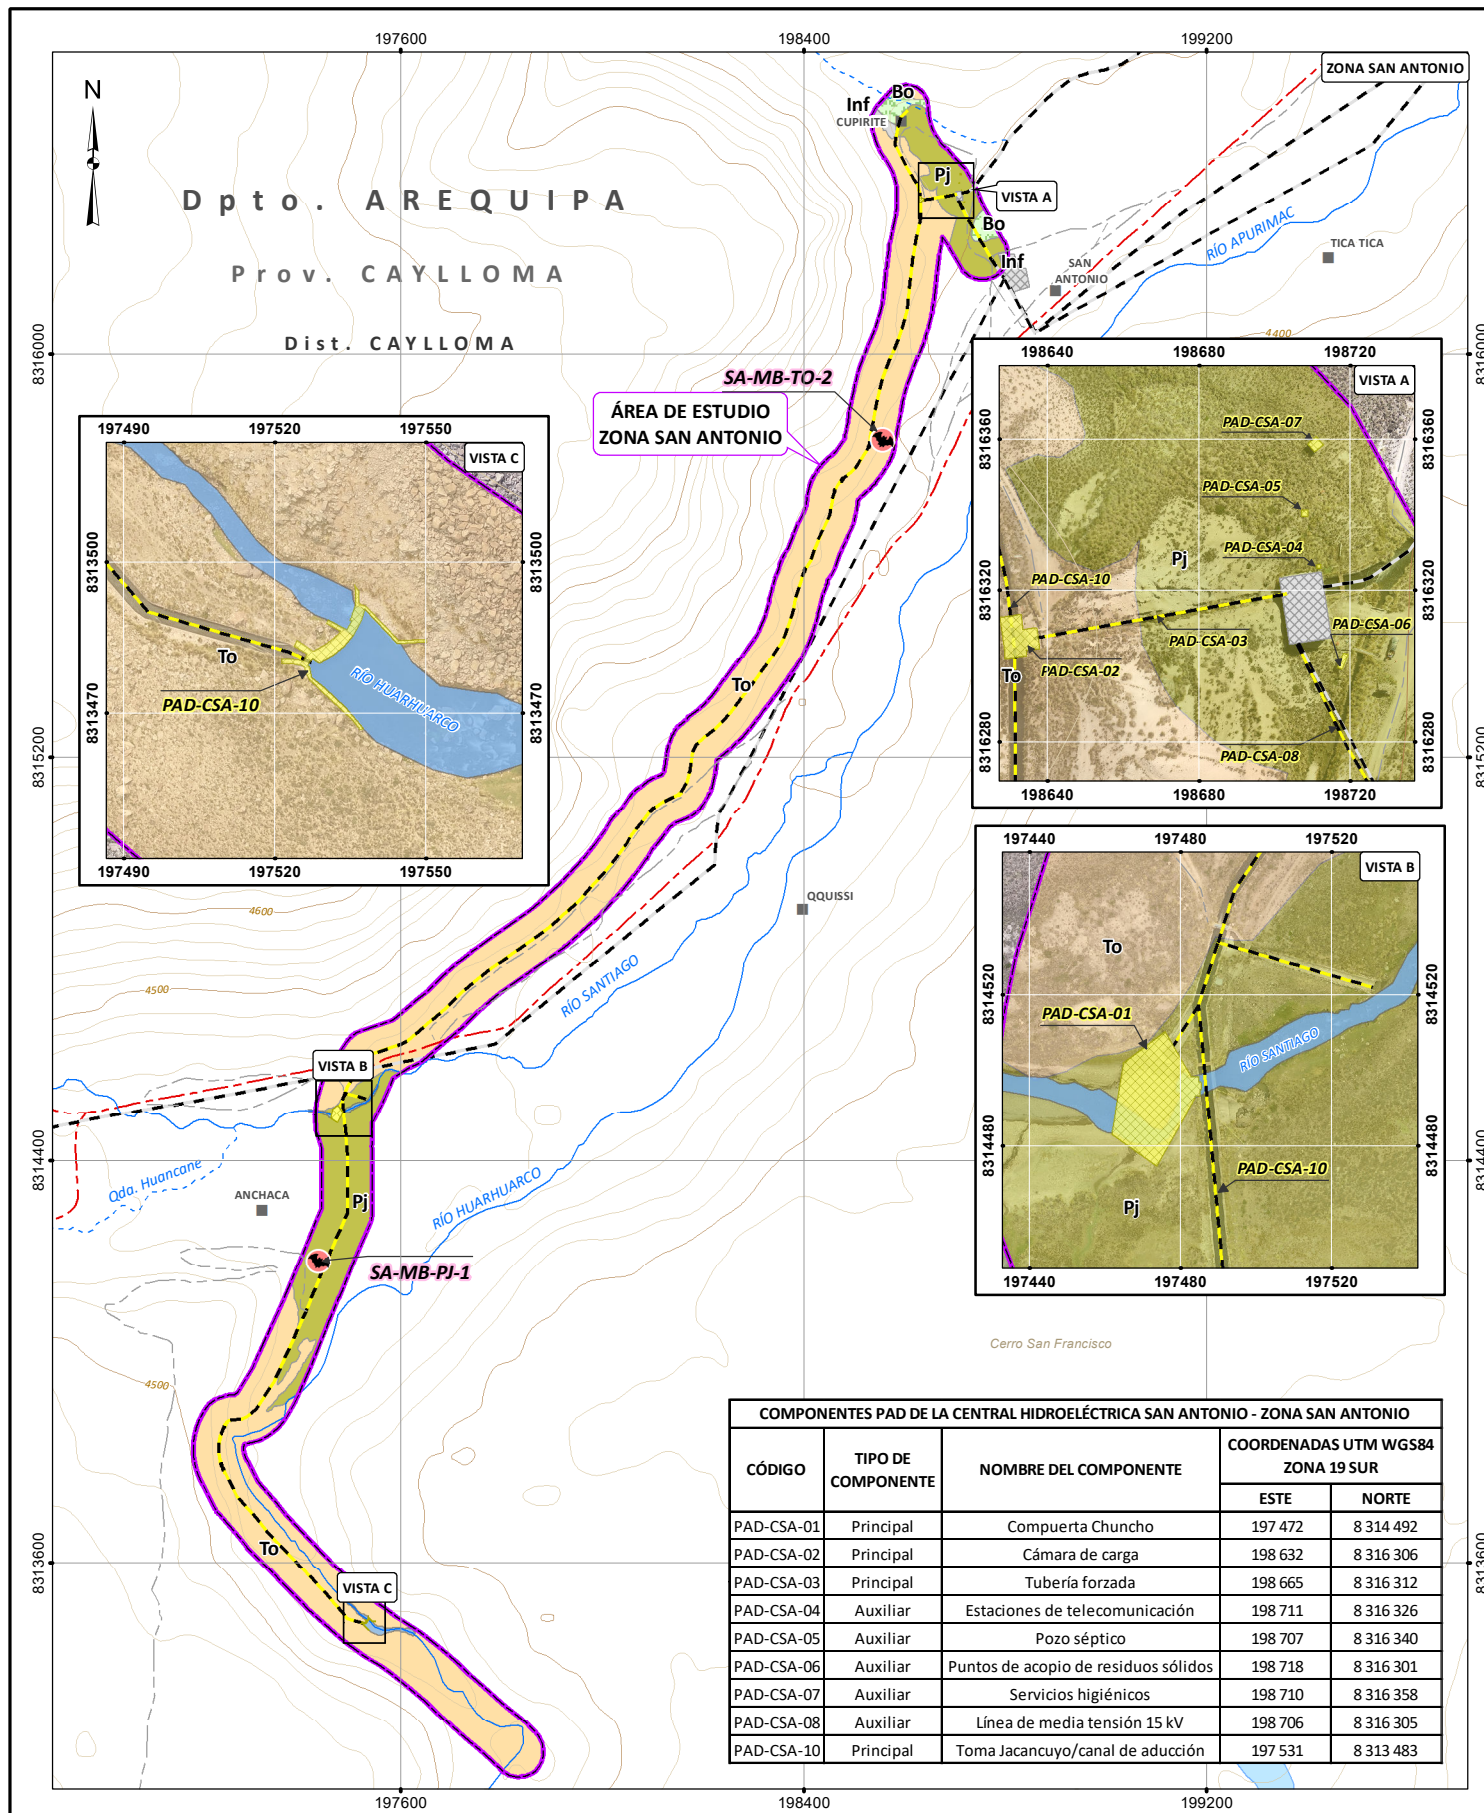 197600
198400
199200
N
ZONA SAN ANTONIO
Dpto. AREQUIPA
Prov. CAYLLOMA
Dist. CAYLLOMA
Inf
Bo
CUPIRITE
Pj
VISTA A
Bo
Inf
SAN
ANTONIO
RÍO APURIMAC
TICA TICA
4400
8316000
8316000
SA-MB-TO-2
ÁREA DE ESTUDIO
ZONA SAN ANTONIO
197490
197520
197550
VISTA C
8313500
8313500
To
PAD-CSA-10
RÍO HUARHUARCO
8313470
8313470
197490
197520
197550
198640
198680
198720
VISTA A
PAD-CSA-07
8316360
8316360
PAD-CSA-05
Pj
PAD-CSA-04
PAD-CSA-10
8316320
8316320
PAD-CSA-03
PAD-CSA-06
PAD-CSA-02
To
PAD-CSA-08
8316280
8316280
198640
198680
198720
To
8315200
8315200
197440
197480
197520
VISTA B
To
8314520
8314520
PAD-CSA-01
RÍO SANTIAGO
8314480
8314480
PAD-CSA-10
Pj
197440
197480
197520
4600
QQUISSI
4500
RÍO SANTIAGO
VISTA B
8314400
8314400
Qda. Huancane
ANCHACA
Pj
RÍO HUARHUARCO
SA-MB-PJ-1
Cerro San Francisco
4500
To
VISTA C
8313600
8313600
COMPONENTES PAD DE LA CENTRAL HIDROELÉCTRICA SAN ANTONIO - ZONA SAN ANTONIO
CÓDIGO
TIPO DE
COMPONENTE
NOMBRE DEL COMPONENTE
COORDENADAS UTM WGS84
ZONA 19 SUR
ESTE
NORTE
PAD-CSA-01 Principal Compuerta Chuncho 197 472 8 314 492
PAD-CSA-02 Principal Cámara de carga 198 632 8 316 306
PAD-CSA-03 Principal Tubería forzada 198 665 8 316 312
PAD-CSA-04 Auxiliar Estaciones de telecomunicación 198 711 8 316 326
PAD-CSA-05 Auxiliar Pozo séptico 198 707 8 316 340
PAD-CSA-06 Auxiliar Puntos de acopio de residuos sólidos 198 718 8 316 301
PAD-CSA-07 Auxiliar Servicios higiénicos 198 710 8 316 358
PAD-CSA-08 Auxiliar Línea de media tensión 15 kV 198 706 8 316 305
PAD-CSA-10 Principal Toma Jacancuyo/canal de aducción 197 531 8 313 483
197600
198400
199200